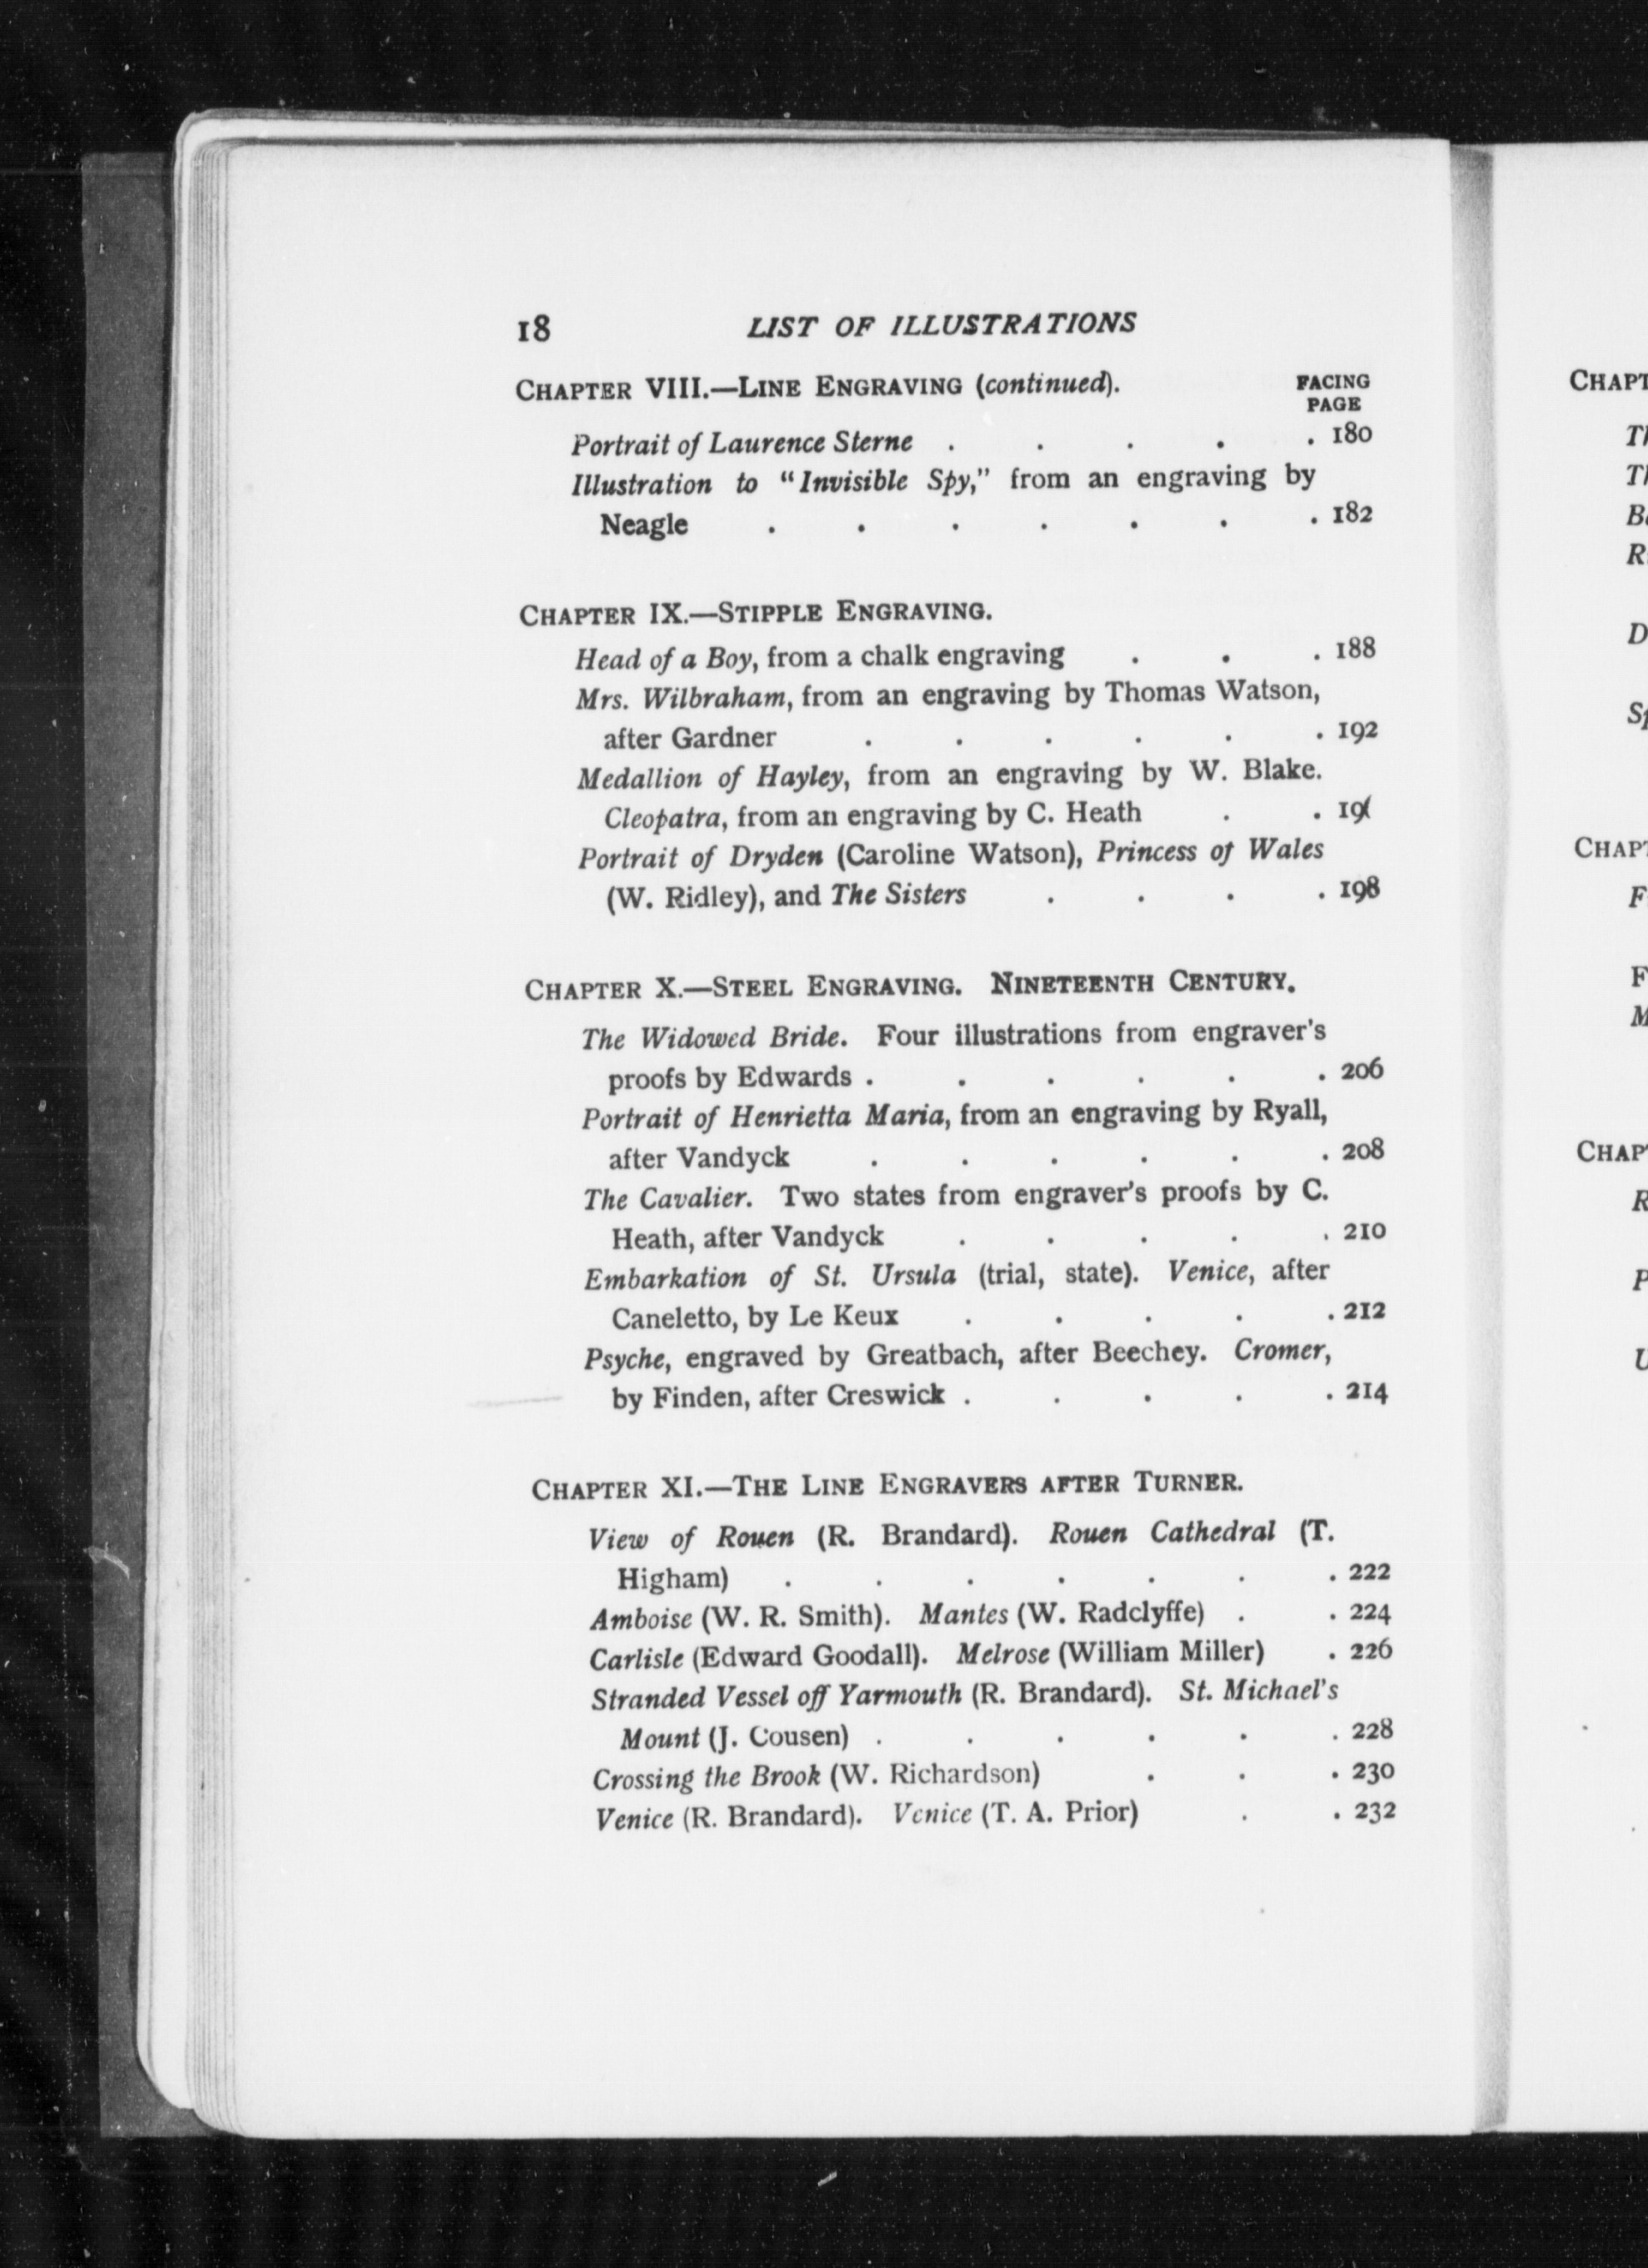 18 LIST OF ILLUSTRATIONS
CHAPTER VIII.—LINE ENGRAVING (continued). FACING
PAGE
Portrait of Laurence Sterne . . . . . 180
Illustration to "Invisible Spy," from an engraving by
Neagle . . . . . . . 182
CHAPTER IX.—STIPPLE ENGRAVING.
Head of a Boy, from a chalk engraving . . . 188
Mrs. Wilbraham, from an engraving by Thomas Watson,
after Gardner . . . . . . 192
Medallion of Hayley, from an engraving by W. Blake.
Cleopatra, from an engraving by C. Heath . .
Portrait of Dryden (Caroline Watson), Princess of Wales
(W. Ridley), and The Sisters . . . . 198
CHAPTER X.—STEEL ENGRAVING. NINETEENTH CENTURY.
The Widowed Bride. Four illustrations from engraver's
proofs by Edwards . . . . . . 206
Portrait of Henrietta Maria, from an engraving by Ryall,
after Vandyck . . . . . . 208
The Cavalier. Two states from engraver's proofs by C.
Heath, after Vandyck . . . . . 210
Embarkation of St. Ursula (trial, state). Venice, after
Caneletto, by Le Keux . . . . . 212
Psyche, engraved by Greatbach, after Beechey. Cromer,
by Finden, after Creswick . . . . . 214
CHAPTER XI.—THE LINE ENGRAVERS AFTER TURNER.
View of Rouen (R. Brandard). Rouen Cathedral (T.
Higham) . . . . . . . 222
Amboise (W. R. Smith). Mantes (W. Radclyffe) . . 224
Carlisle (Edward Goodall). Melrose (William Miller) . 226
Stranded Vessel off Yarmouth (R. Brandard). St. Michael's
Mount (J. Cousen) . . . . . . 228
Crossing the Brook (W. Richardson) . . . 230
Venice (R. Brandard). Venice (T. A. Prior) . . 232